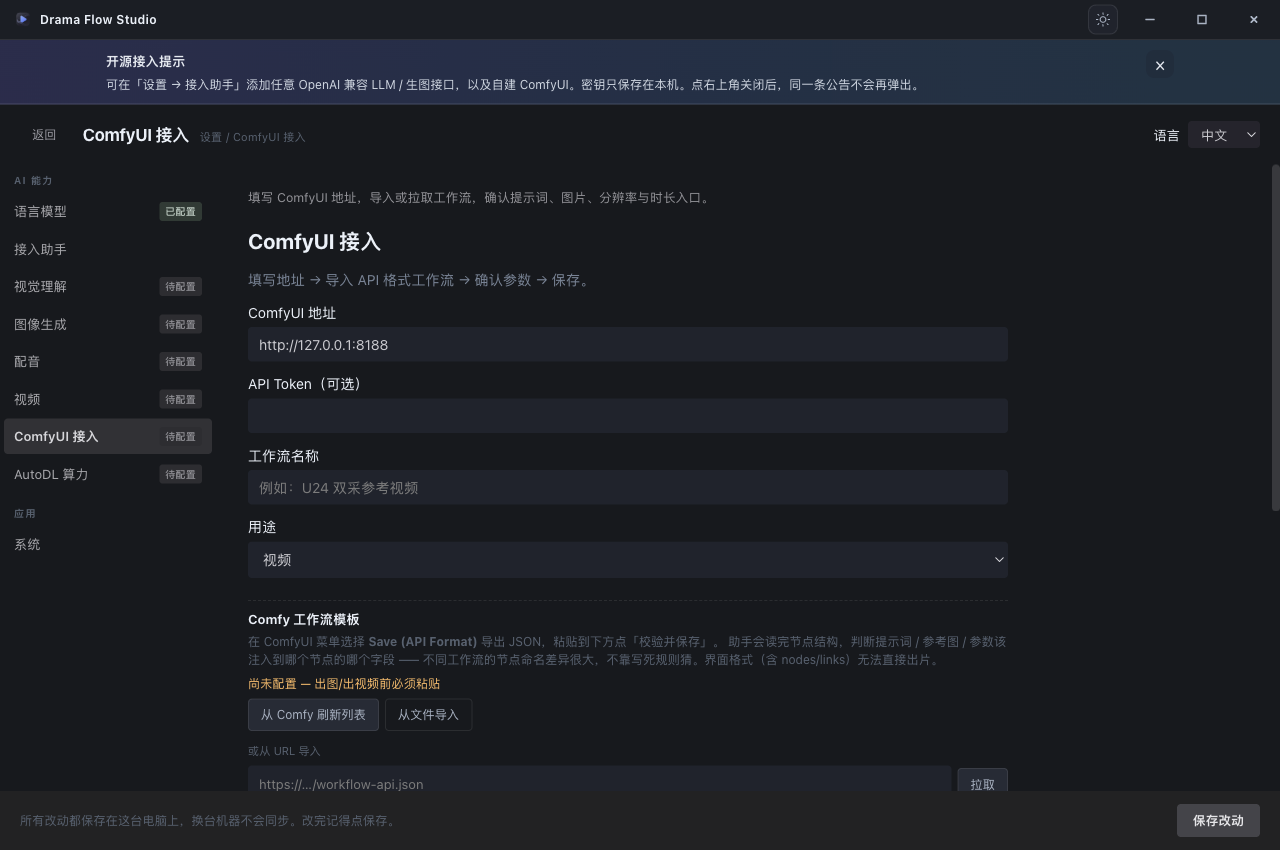 Drama Flow Studio
开源接入提示
可在「设置 → 接入助手」添加任意 OpenAI 兼容 LLM / 生图接口，以及自建 ComfyUI。密钥只保存在本机。点右上角关闭后，同一条公告不会再弹出。
返回
ComfyUI 接入
设置 / ComfyUI 接入
语言
中文
AI 能力
语言模型
已配置
接入助手
视觉理解
待配置
图像生成
待配置
配音
待配置
视频
待配置
ComfyUI 接入
待配置
AutoDL 算力
待配置
应用
系统
填写 ComfyUI 地址，导入或拉取工作流，确认提示词、图片、分辨率与时长入口。
ComfyUI 接入
填写地址 → 导入 API 格式工作流 → 确认参数 → 保存。
ComfyUI 地址
http://127.0.0.1:8188
API Token（可选）
工作流名称
例如：U24 双采参考视频
用途
视频
Comfy 工作流模板
在 ComfyUI 菜单选择 Save (API Format) 导出 JSON，粘贴到下方点「校验并保存」。 助手会读完节点结构，判断提示词 / 参考图 / 参数该
注入到哪个节点的哪个字段 —— 不同工作流的节点命名差异很大，不靠写死规则猜。界面格式（含 nodes/links）无法直接出片。
尚未配置 — 出图/出视频前必须粘贴
从 Comfy 刷新列表
从文件导入
或从 URL 导入
https://.../workflow-api.json
拉取
所有改动都保存在这台电脑上，换台机器不会同步。改完记得点保存。
保存改动